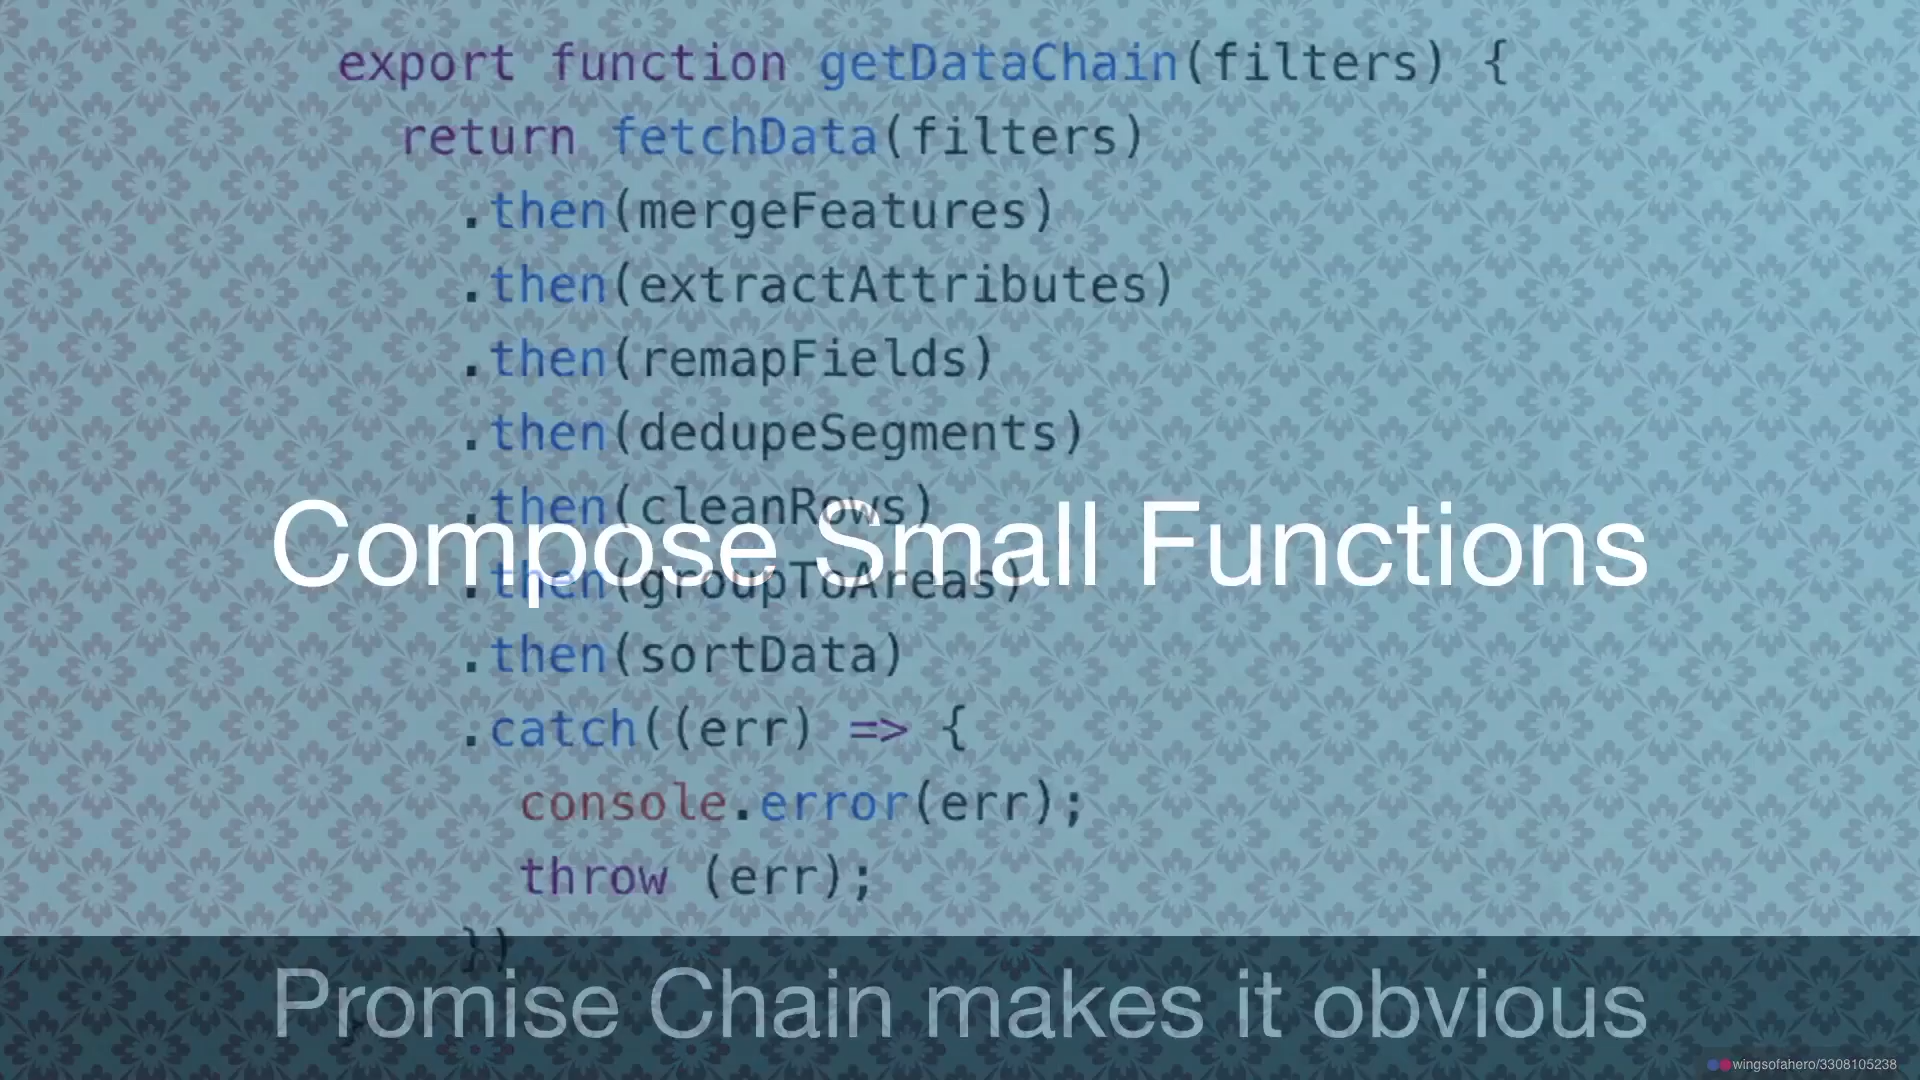 export function getDataChain(filters) {
return fetchData(filters)
.then(mergeFeatures)
.then(extractAttributes)
.then(remapFields)
.then(dedupeSegments)
.then(cleanRows)
Compose Small Functions
.then(groupToAreas)
.then(sortData)
.catch((err) => {
console.error(err);
throw (err);
})
Promise Chain makes it obvious
}
wingsofahero/3308105238